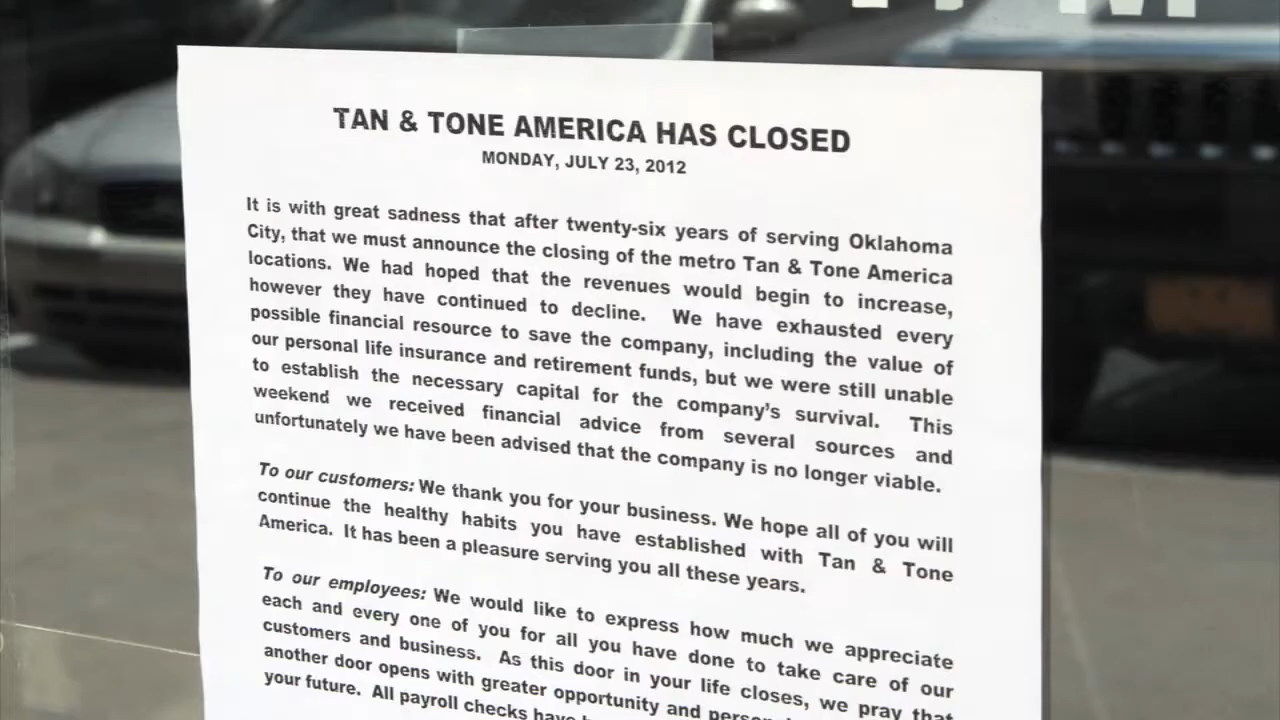 TAN & TONE AMERICA HAS CLOSED
MONDAY, JULY 23, 2012
It is with great sadness that after twenty-six years of serving Oklahoma
City, that we must announce the closing of the metro Tan & Tone America
locations. We had hoped that the revenues would begin to increase,
however they have continued to decline. We have exhausted every
possible financial resource to save the company, including the value of
our personal life insurance and retirement funds, but we were still unable
to establish the necessary capital for the company's survival. This
weekend we received financial advice from several sources and
unfortunately we have been advised that the company is no longer viable.
To our customers: We thank you for your business. We hope all of you will
continue the healthy habits you have established with Tan & Tone
America. It has been a pleasure serving you all these years.
To our employees: We would like to express how much we appreciate
each and every one of you for all you have done to take care of our
customers and business. As this door in your life closes, we pray that
another door opens with greater opportunity and
your future. All payroll checks have